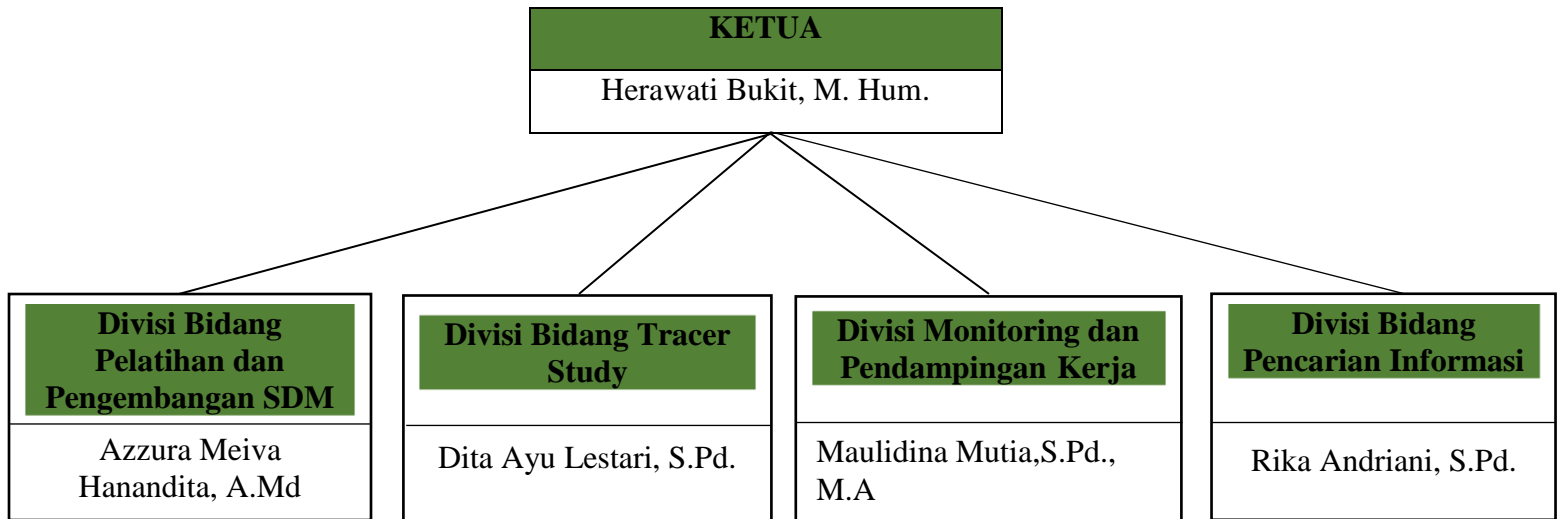 KETUA
Herawati Bukit, M. Hum.
Divisi Bidang
Pelatihan dan
Pengembangan SDM
Azzura Meiva
Hanandita, A.Md
Divisi Bidang Tracer
Study
Dita Ayu Lestari, S.Pd.
Divisi Monitoring dan
Pendampingan Kerja
Maulidina Mutia,S.Pd.,
M.A
Divisi Bidang
Pencarian Informasi
Rika Andriani, S.Pd.